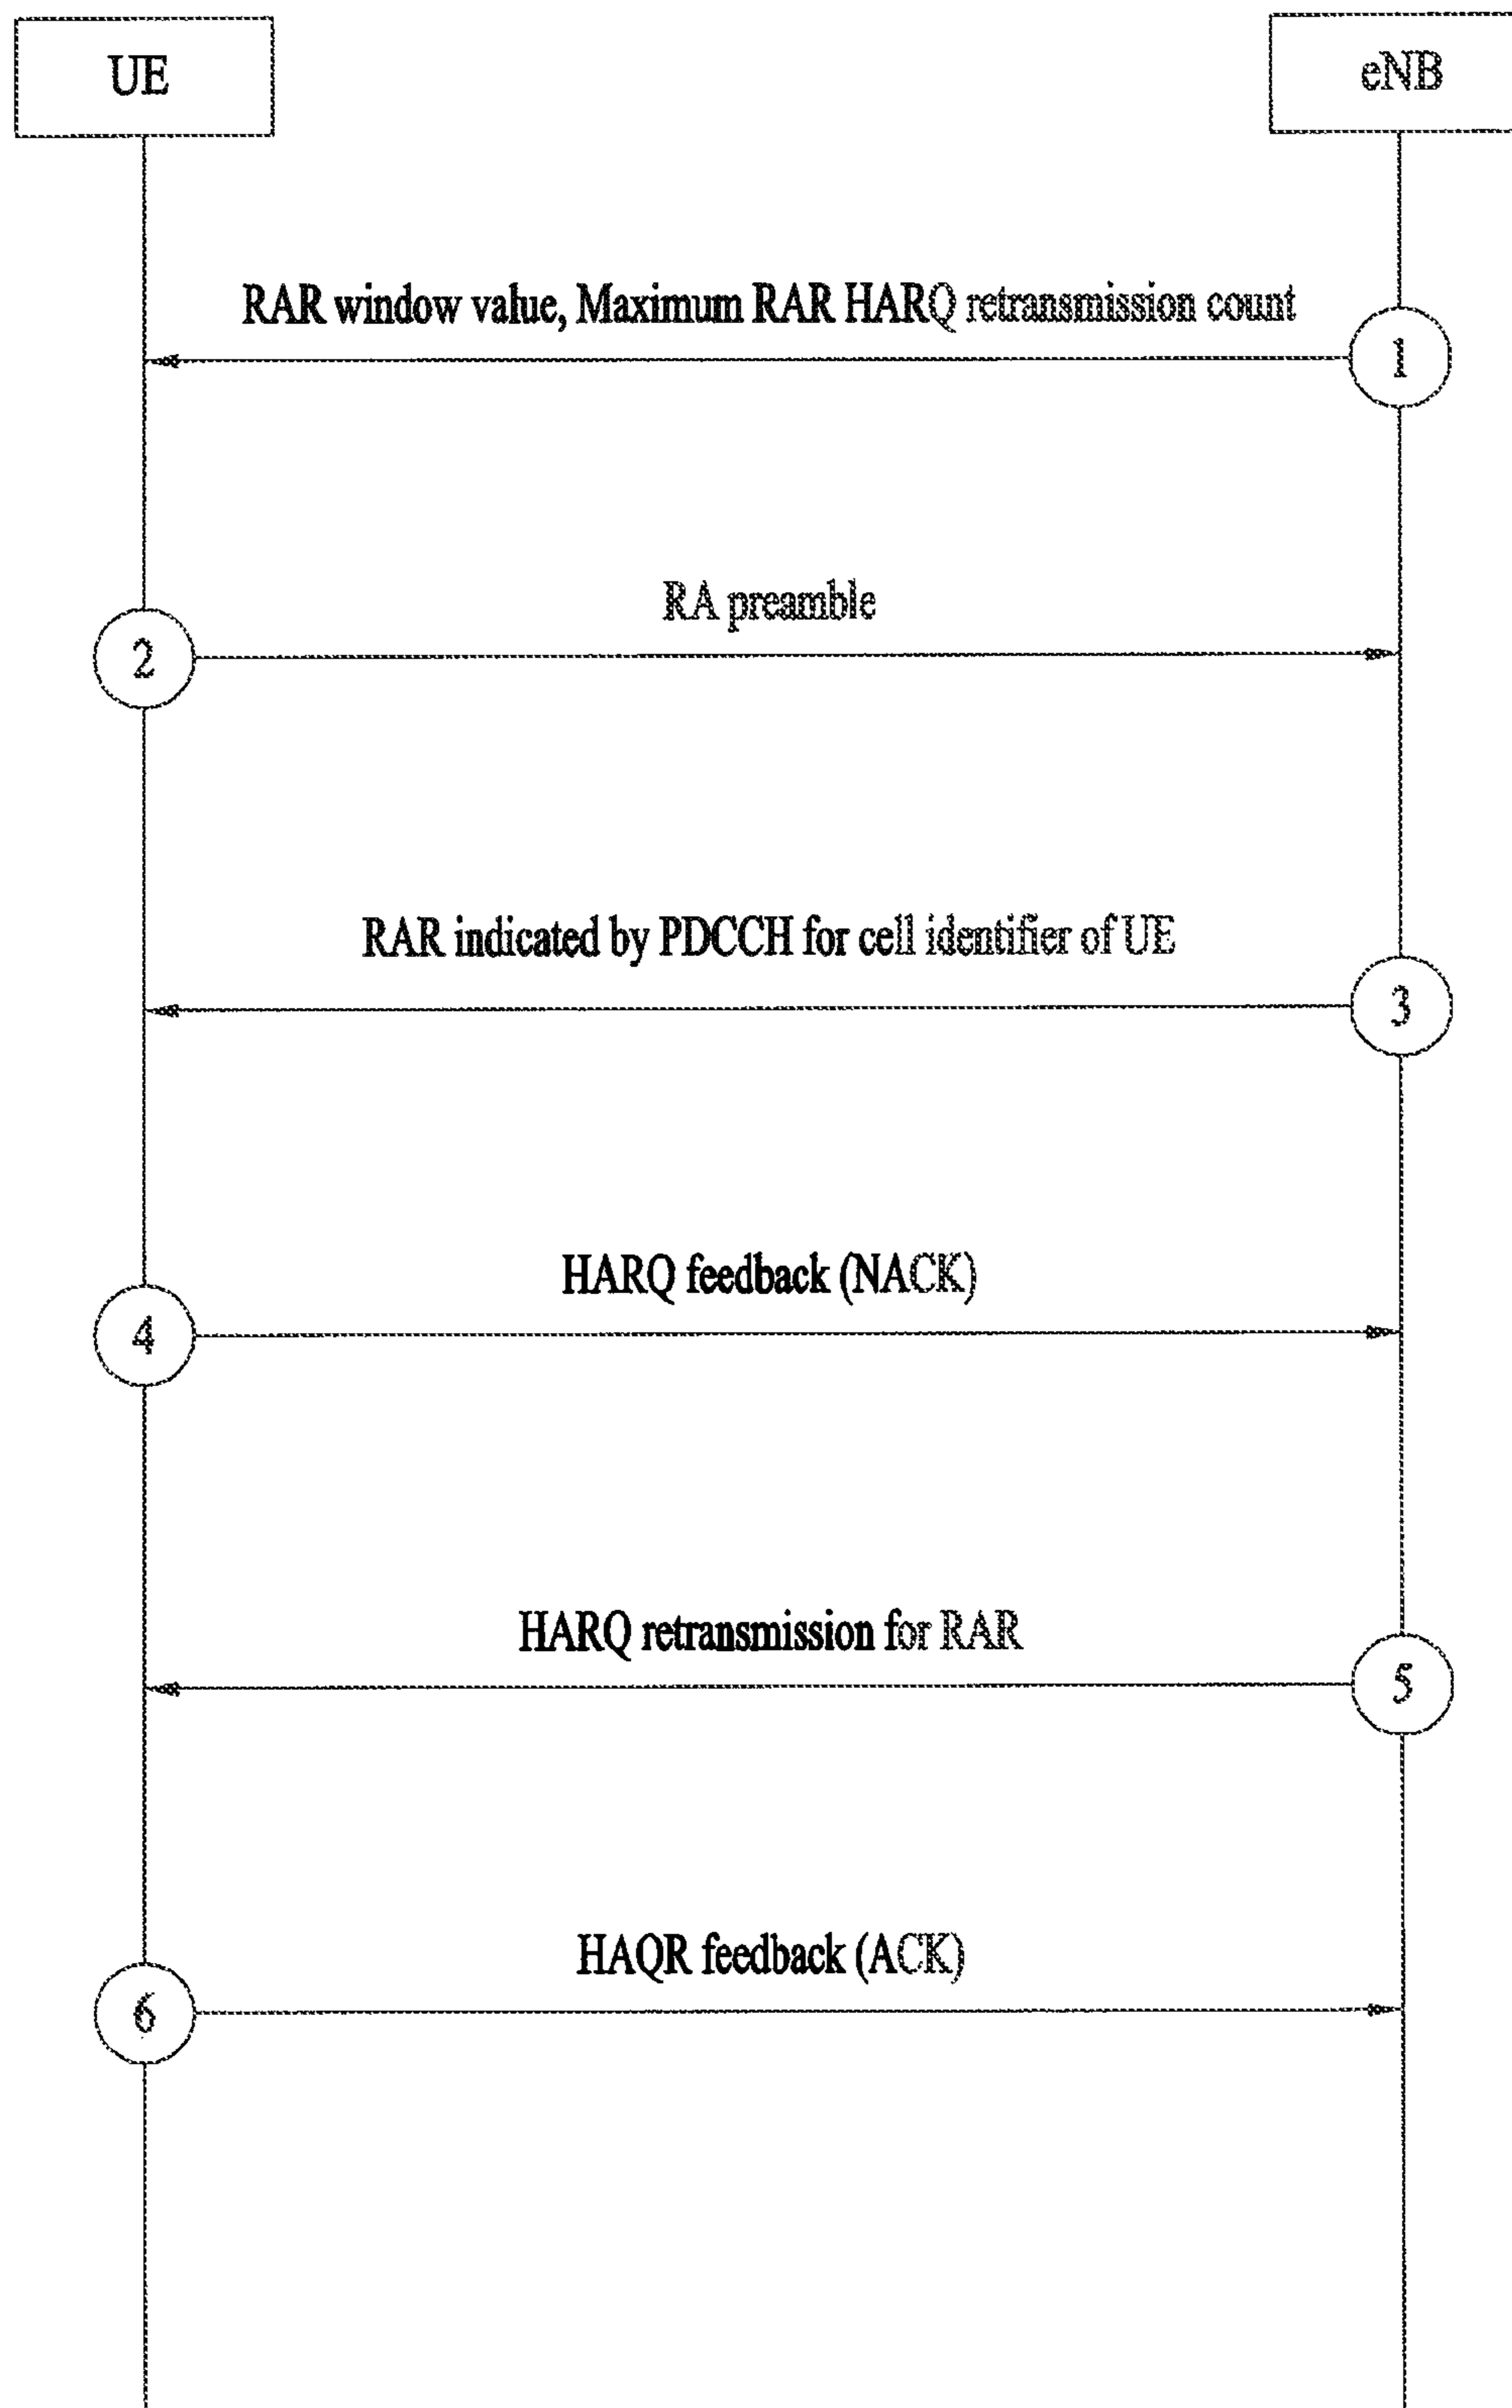 UE
eNB
RAR window value, Maximum RAR HARQ retransmission count
1
RA preamble
2
RAR indicated by PDCCH for cell identifier of UE
3
HARQ feedback (NACK)
4
HARQ retransmission for RAR
5
HAQR feedback (ACK)
6